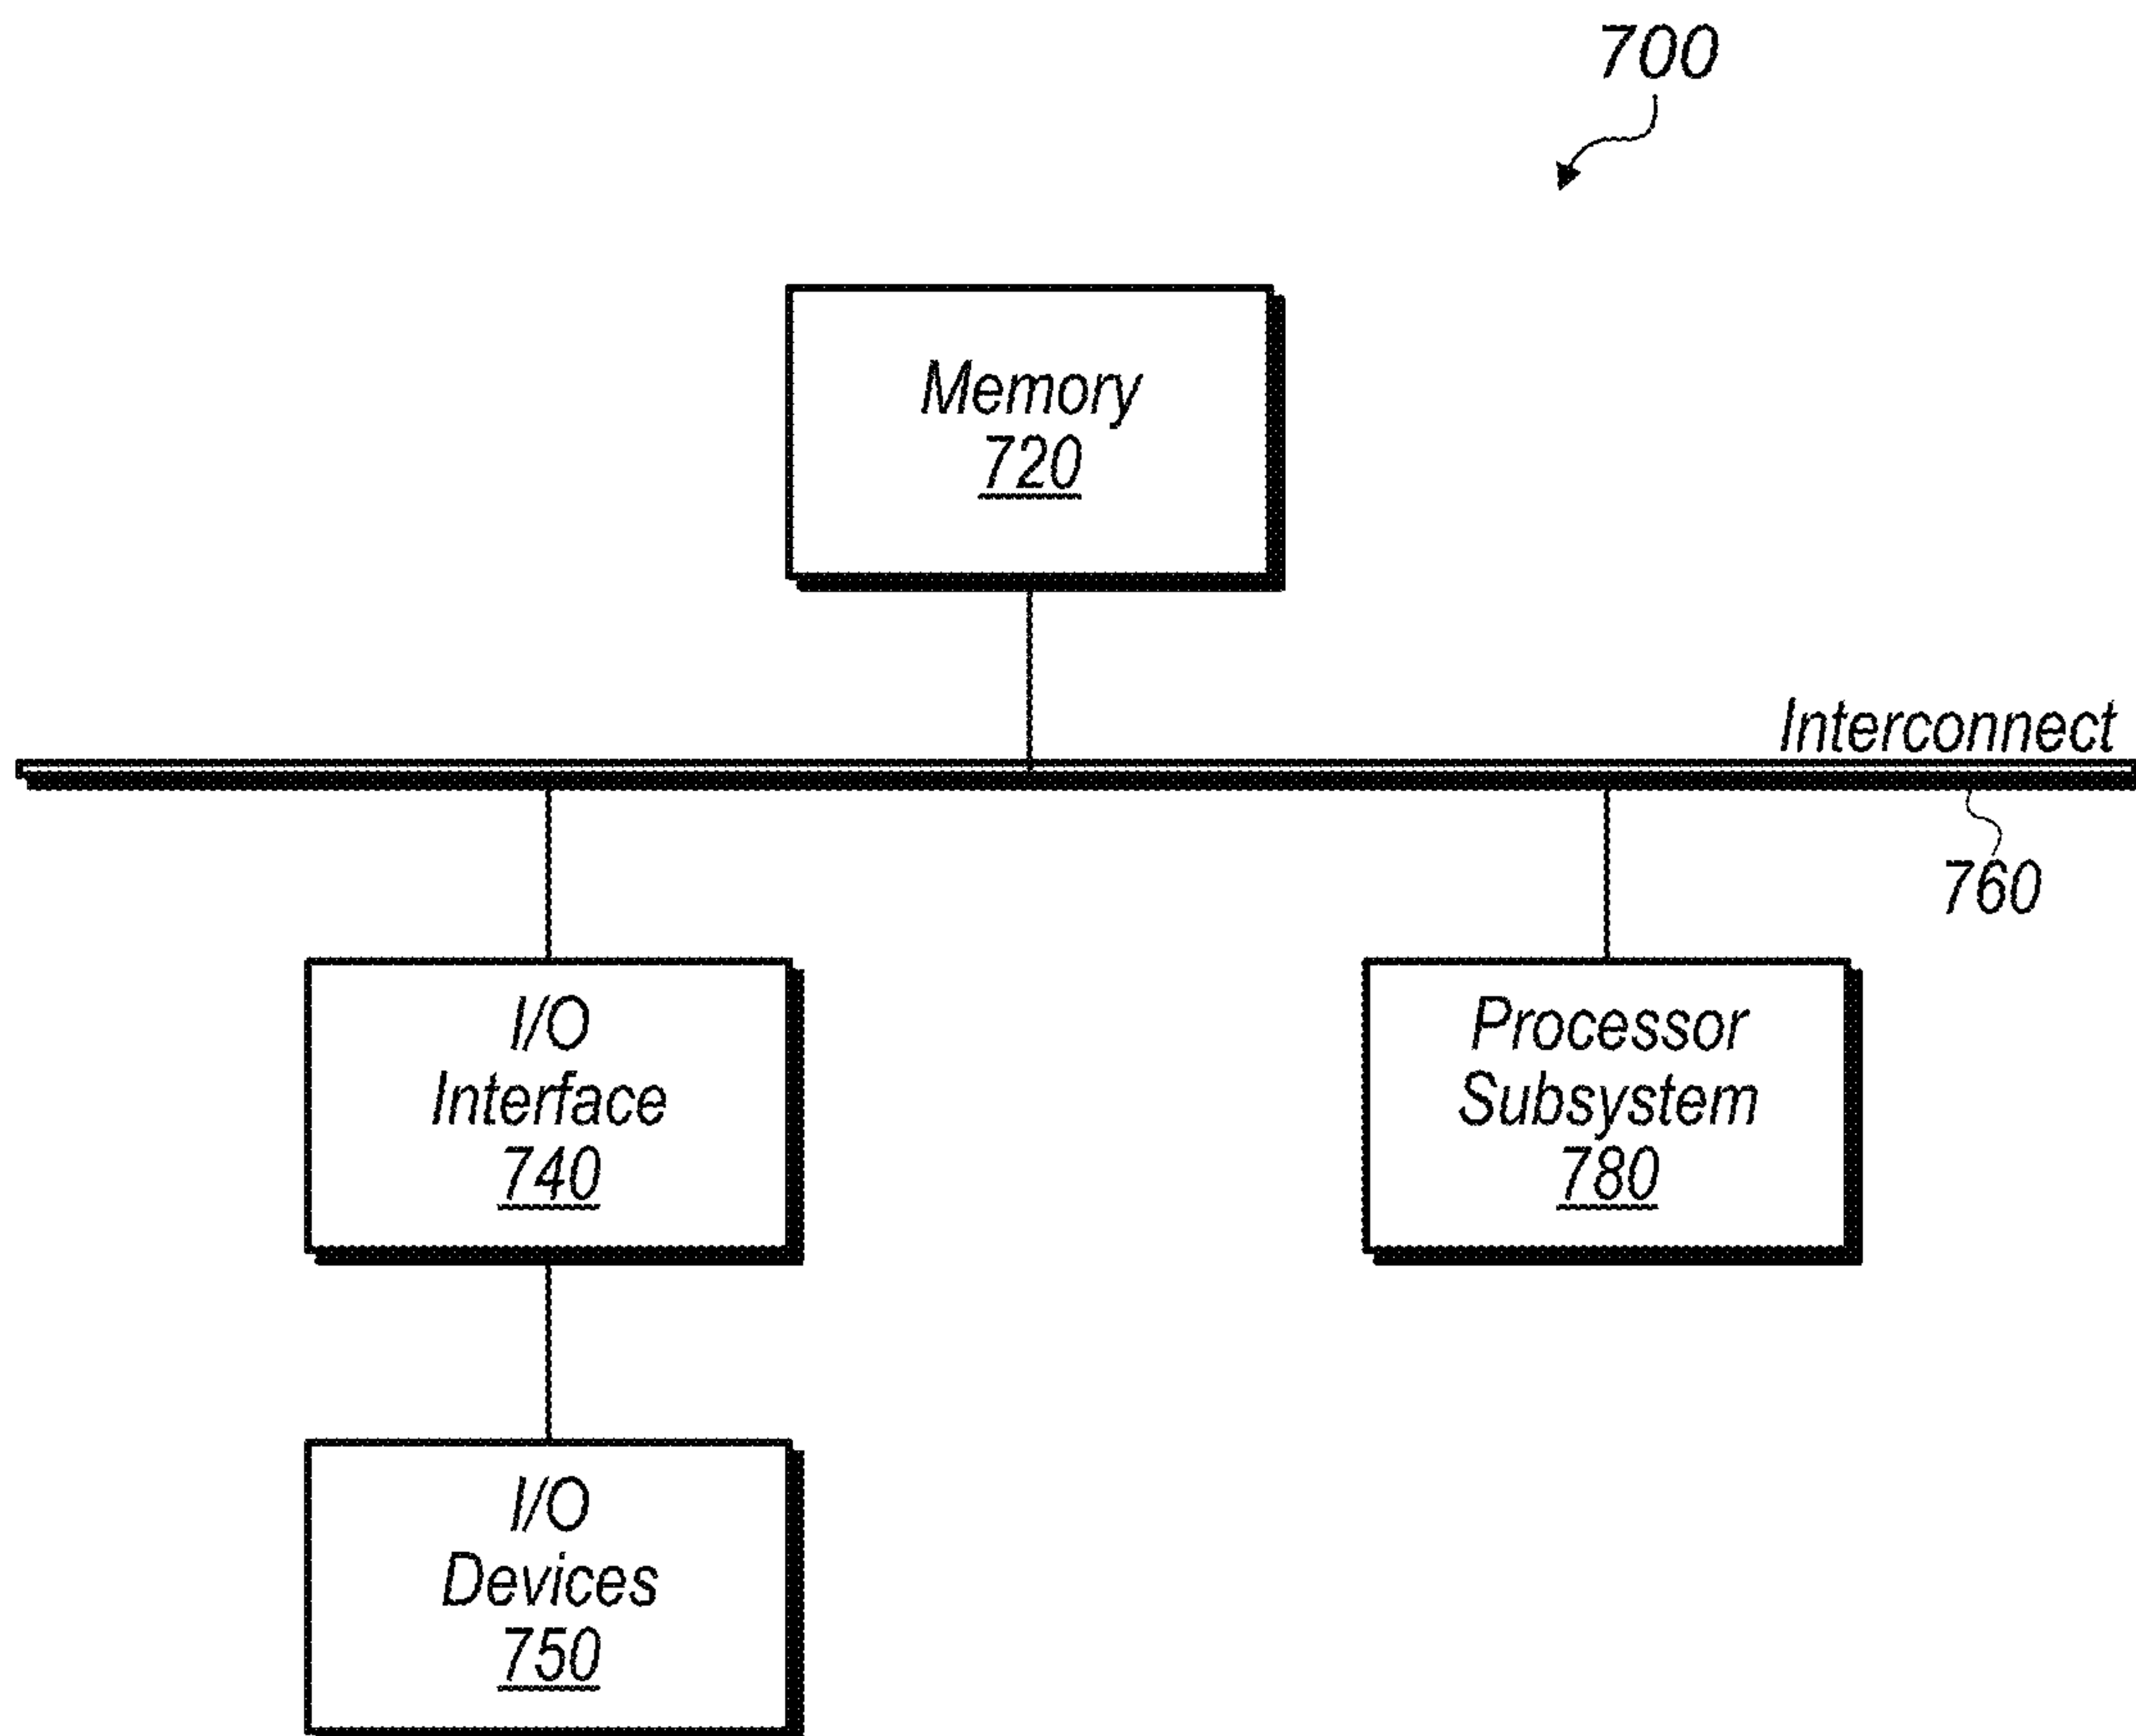 700
Memory
720
Interconnect
760
I/O
Interface
740
Processor
Subsystem
780
I/O
Devices
750